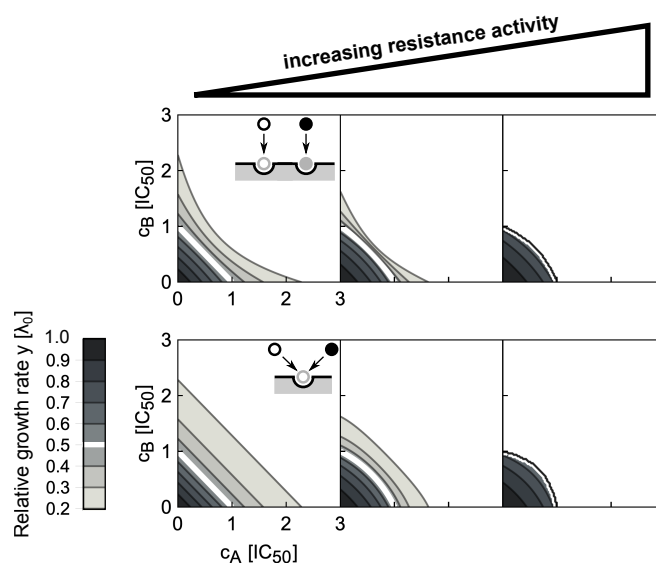 increasing resistance activity
3
2
1
0
c_B [IC_50]
0 1 2 3
Relative growth rate y [λ_0]
1.0
0.9
0.8
0.7
0.6
0.5
0.4
0.3
0.2
3
2
1
0
c_B [IC_50]
0 1 2 3
c_A [IC_50]